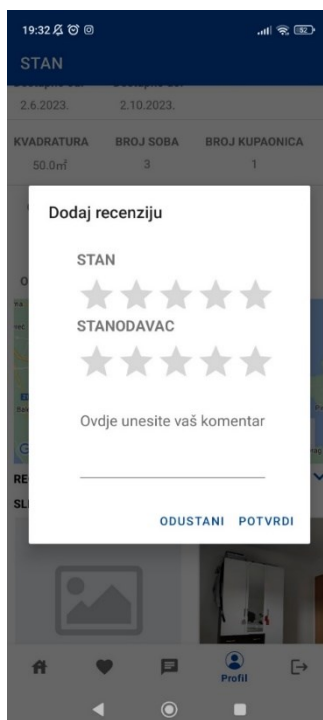 19:32
52
STAN
2.6.2023. 2.10.2023.
KVADRATURA BROJ SOBA BROJ KUPAONICA
50.0m² 3 1
Dodaj recenziju
STAN
STANODAVAC
Ovdje unesite vaš komentar
ODUSTANI POTVRDI
Profil